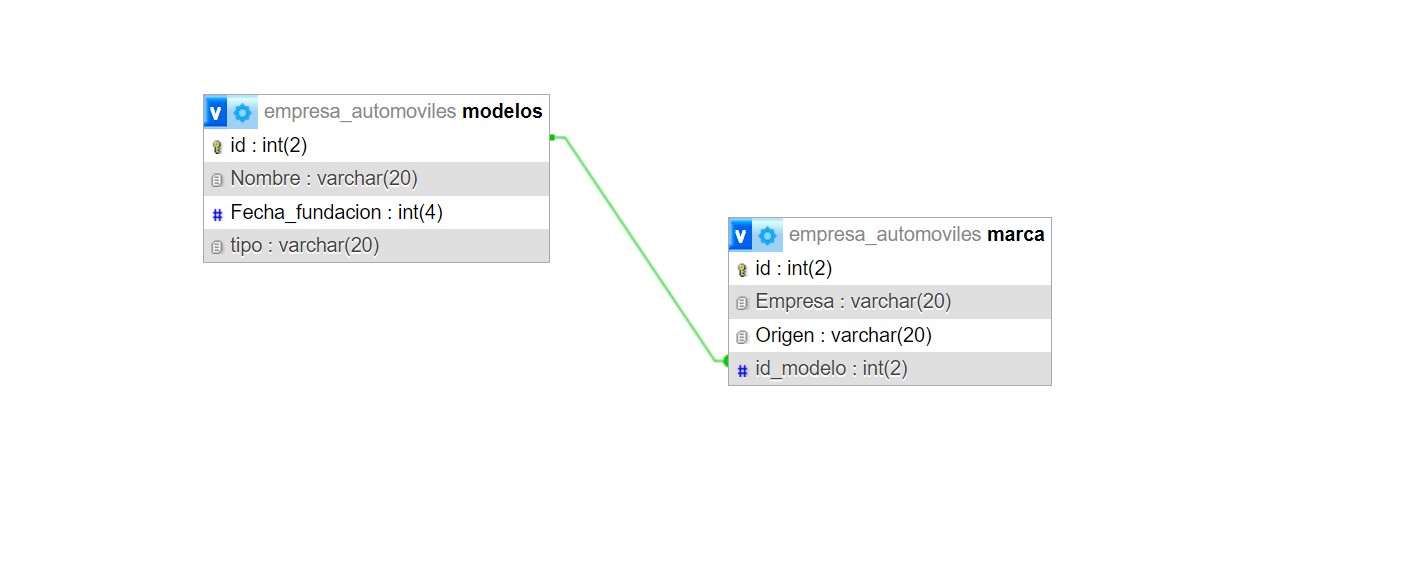 v empresa_automoviles modelos
id : int(2)
Nombre : varchar(20)
# Fecha_fundacion : int(4)
tipo : varchar(20)
v empresa_automoviles marca
id : int(2)
Empresa : varchar(20)
Origen : varchar(20)
# id_modelo : int(2)